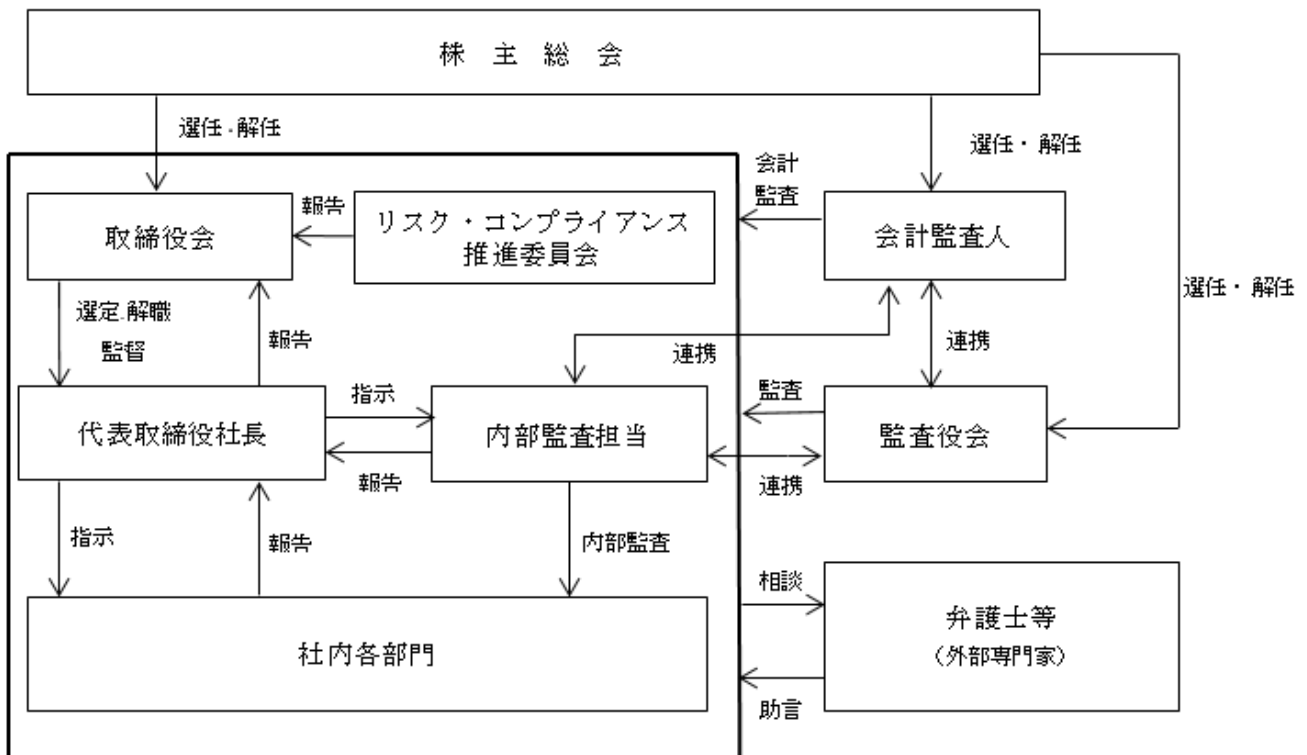 株主総会
選任・解任
選任・解任
会計
監査
取締役会
報告
リスク・コンプライアンス
推進委員会
会計監査人
選任・解任
選定・解職
監督
報告
連携
連携
代表取締役社長
指示
報告
内部監査担当
監査
連携
監査役会
指示
報告
内部監査
相談
弁護士等
（外部専門家）
社内各部門
助言